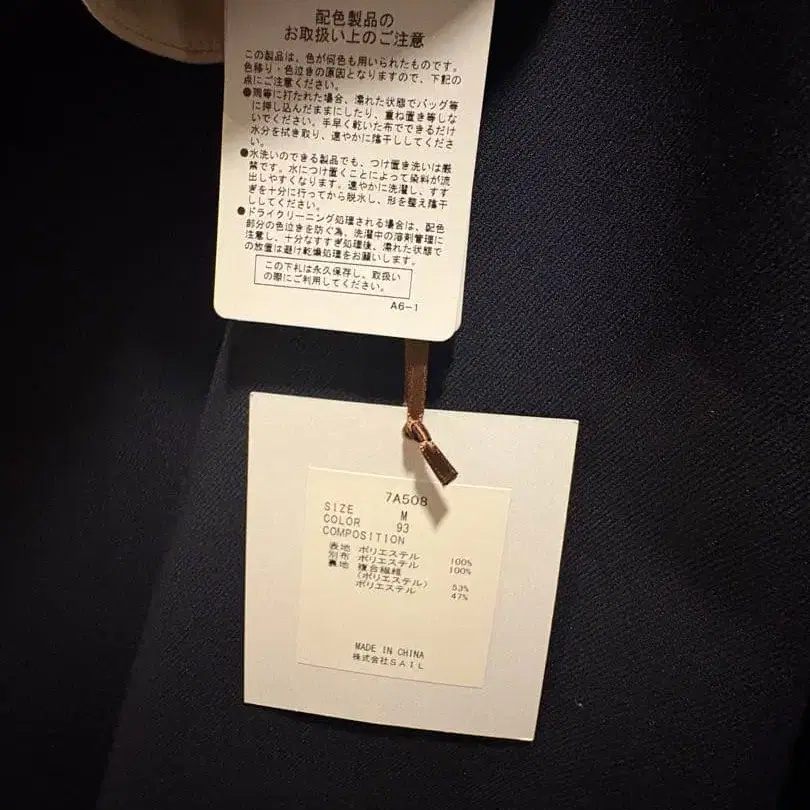 配色製品の
お取扱い上のご注意
この製品は、色が何色も用いられたものです。
色移り・色泣きの原因となりますので、下記の
点にご注意ください。
●雨等に打たれた場合、濡れた状態でバッグ等
に押し込んだままにしたり、重ね置き等しな
いでください。手早く乾いた布でできるだけ
水分を拭き取り、速やかに陰干ししてくださ
い。
●水洗いのできる製品でも、つけ置き洗いは厳
禁です。水につけ置くことによって染料が流
出しやすくなります。速やかに洗濯し、すす
ぎを十分に行ってから脱水し、形を整え陰干
ししてください。
●ドライクリーニング処理される場合は、配色
部分の色泣きを防ぐ為、洗濯中の溶剤管理に
注意し、十分なすすぎ処理後、濡れた状態で
の放置は避け乾燥処理をお願いします。
この下札は永久保存し、取扱い
の際にご利用してください。
A6-1
7A508
SIZE M
COLOR 93
COMPOSITION
表地 ポリエステル 100%
別布 ポリエステル 100%
裏地 複合繊維
(ポリエステル) 53%
ポリエステル 47%
MADE IN CHINA
株式会社SAIL